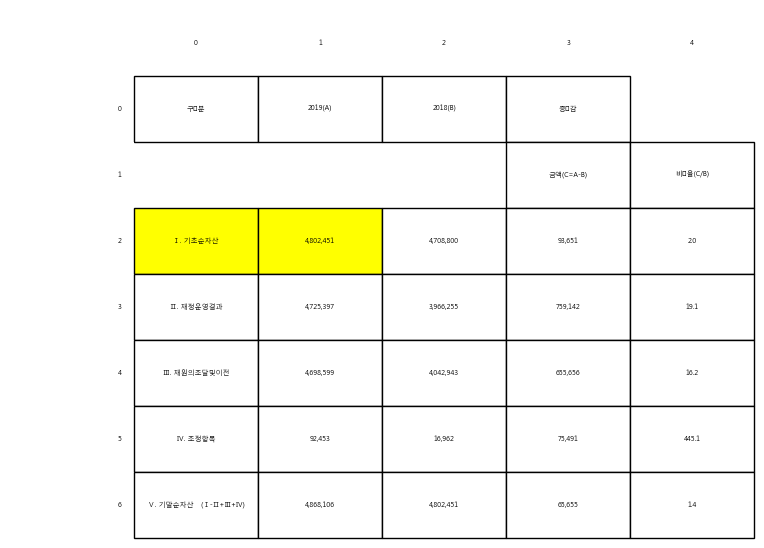 0 1 2 3 4
0 구□분 2019(A) 2018(B) 증□감
1 금액(C=A-B) 비□율(C/B)
2 Ⅰ. 기초순자산 4,802,451 4,708,800 93,651 2.0
3 Ⅱ. 재정운영결과 4,725,397 3,966,255 759,142 19.1
4 Ⅲ. 재원의조달및이전 4,698,599 4,042,943 655,656 16.2
5 Ⅳ. 조정항목 92,453 16,962 75,491 445.1
6 Ⅴ. 기말순자산 (Ⅰ-Ⅱ+Ⅲ+Ⅳ) 4,868,106 4,802,451 65,655 1.4